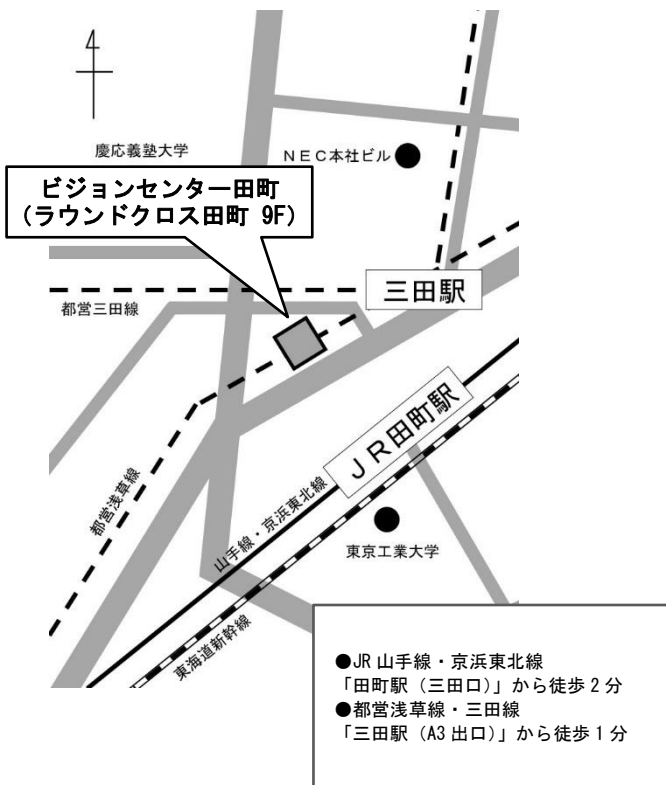 慶応義塾大学
NEC本社ビル
ビジョンセンター田町
(ラウンドクロス田町 9F)
三田駅
都営三田線
JR田町駅
都営浅草線
山手線・京浜東北線
東京工業大学
東海道新幹線
●JR 山手線・京浜東北線
「田町駅(三田口)」から徒歩 2 分
●都営浅草線・三田線
「三田駅(A3 出口)」から徒歩 1 分